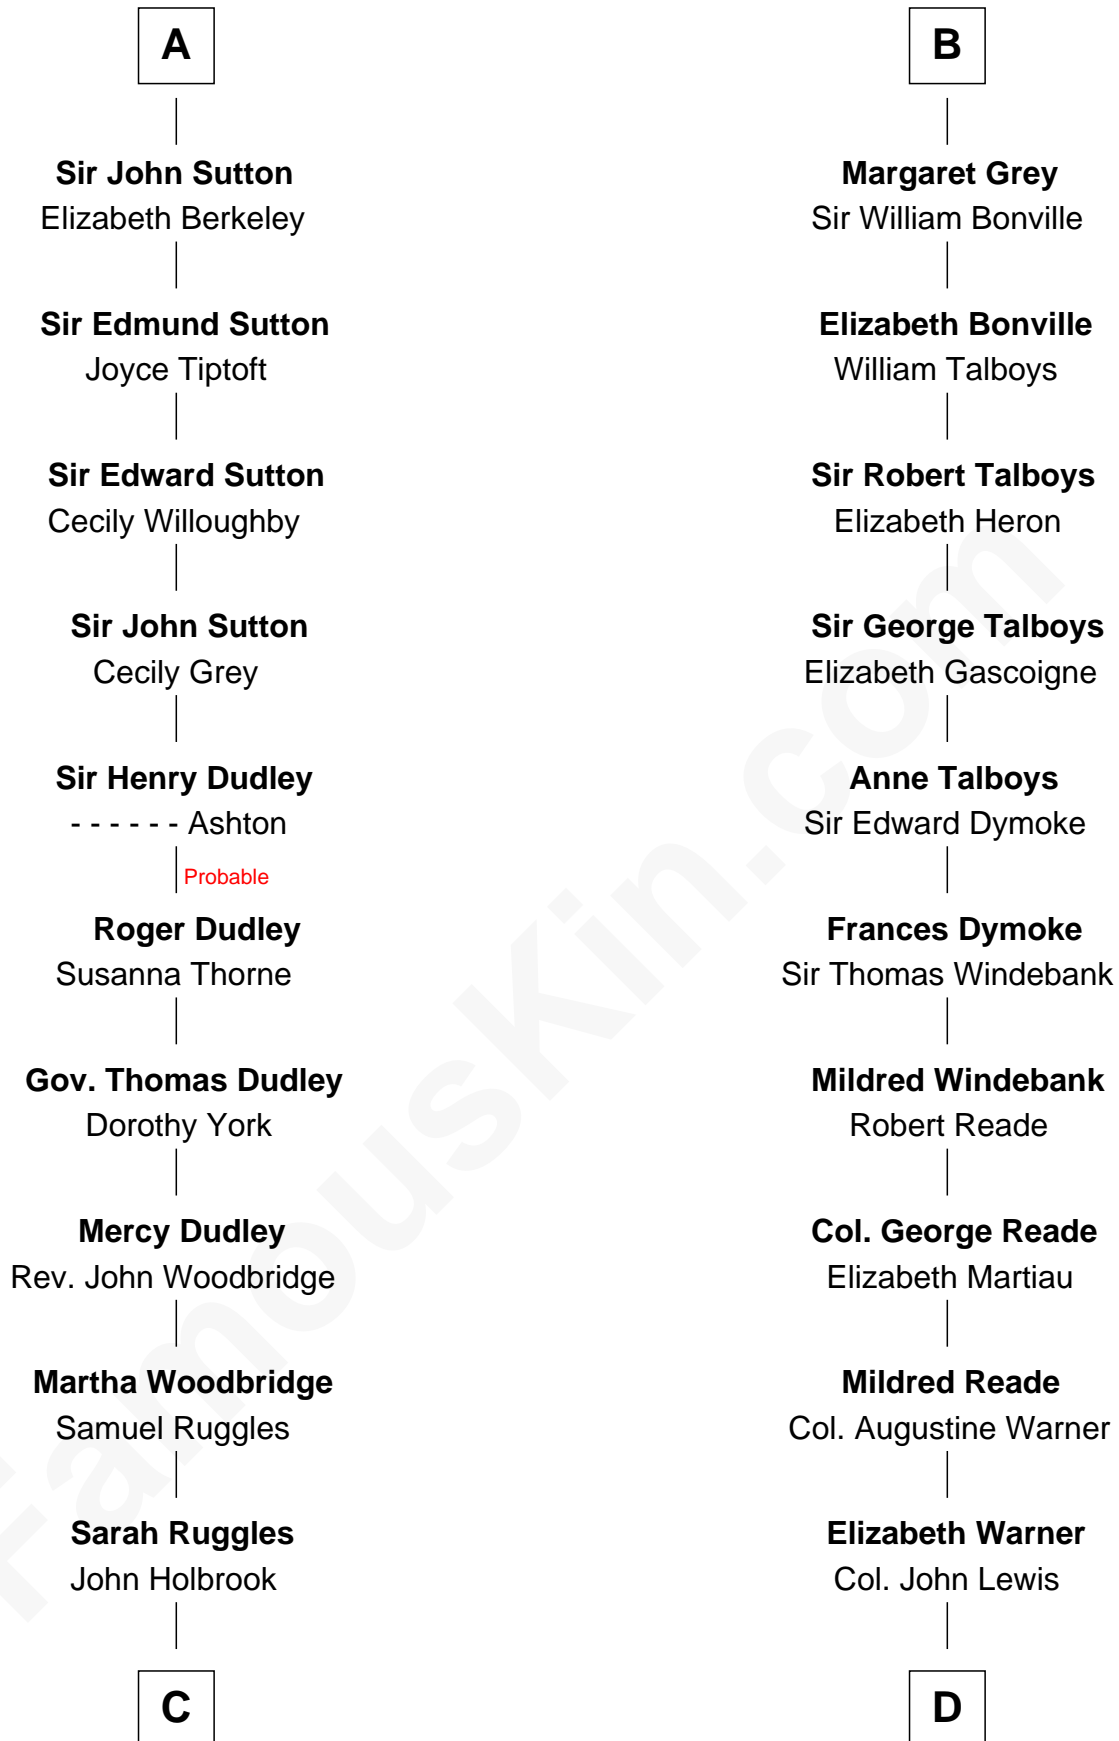 A
Sir John Sutton
Elizabeth Berkeley
Sir Edmund Sutton
Joyce Tiptoft
Sir Edward Sutton
Cecily Willoughby
Sir John Sutton
Cecily Grey
Sir Henry Dudley
- - - - - - Ashton
Probable
Roger Dudley
Susanna Thorne
Gov. Thomas Dudley
Dorothy York
Mercy Dudley
Rev. John Woodbridge
Martha Woodbridge
Samuel Ruggles
Sarah Ruggles
John Holbrook
C
B
Margaret Grey
Sir William Bonville
Elizabeth Bonville
William Talboys
Sir Robert Talboys
Elizabeth Heron
Sir George Talboys
Elizabeth Gascoigne
Anne Talboys
Sir Edward Dymoke
Frances Dymoke
Sir Thomas Windebank
Mildred Windebank
Robert Reade
Col. George Reade
Elizabeth Martiau
Mildred Reade
Col. Augustine Warner
Elizabeth Warner
Col. John Lewis
D
FamousKin.com